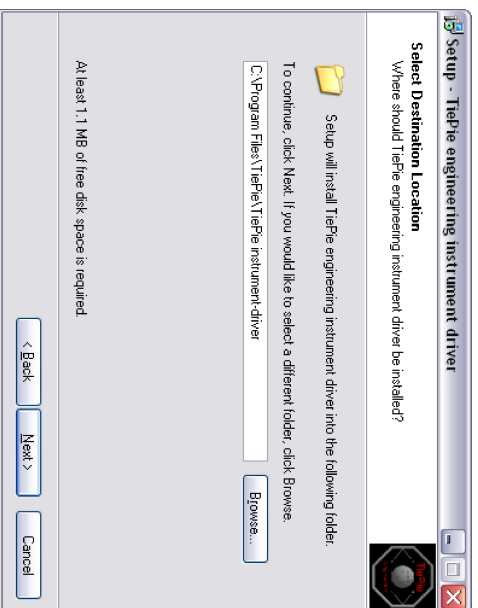 Setup - TiePie engineering instrument driver
Select Destination Location
Where should TiePie engineering instrument driver be installed?
TiePie
Setup will install TiePie engineering instrument driver into the following folder.
To continue, click Next. If you would like to select a different folder, click Browse.
C:\Program Files\TiePie\TiePie instrument-driver
Browse...
At least 1.1 MB of free disk space is required.
< Back
Next >
Cancel